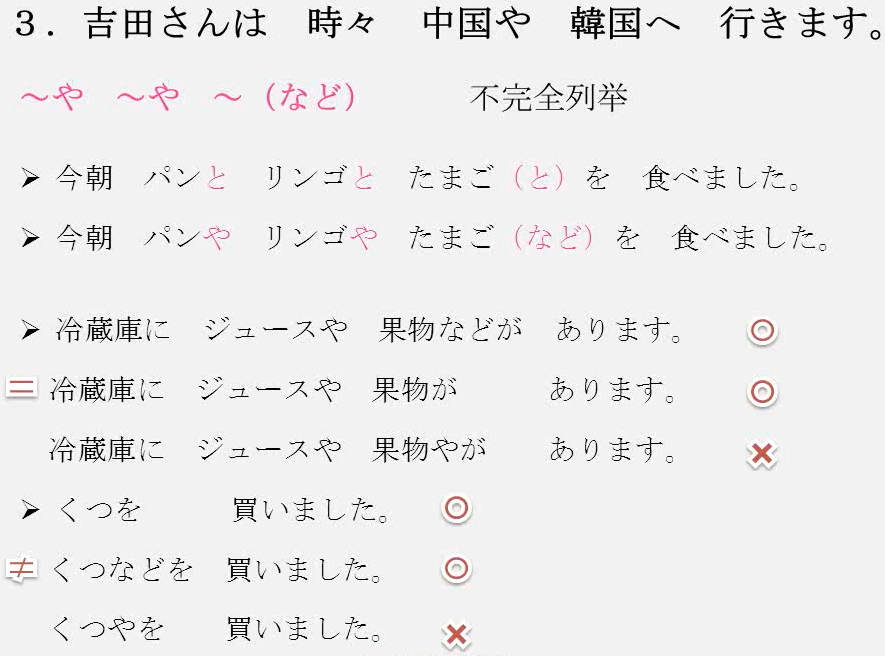 ３．吉田さんは　時々　中国や　韓国へ　行きます。
～や　～や　～（など）　不完全列挙
➢ 今朝　パンと　リンゴと　たまご（と）を　食べました。
➢ 今朝　パンや　リンゴや　たまご（など）を　食べました。
➢ 冷蔵庫に　ジュースや　果物などが　あります。　◎
＝ 冷蔵庫に　ジュースや　果物が　あります。　◎
冷蔵庫に　ジュースや　果物やが　あります。　×
➢ くつを　買いました。　◎
≠ くつなどを　買いました。　◎
くつやを　買いました。　×